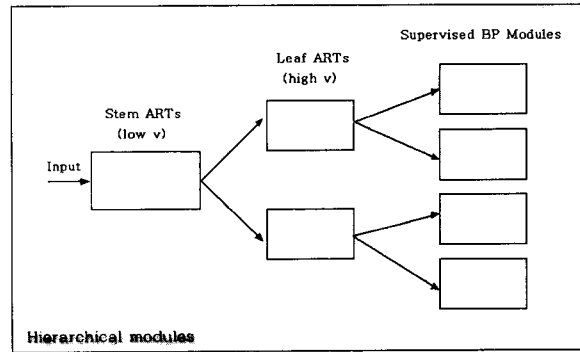 Supervised BP Modules
Leaf ARTs
(high v)
Stem ARTs
(low v)
Input
Hierarchical modules